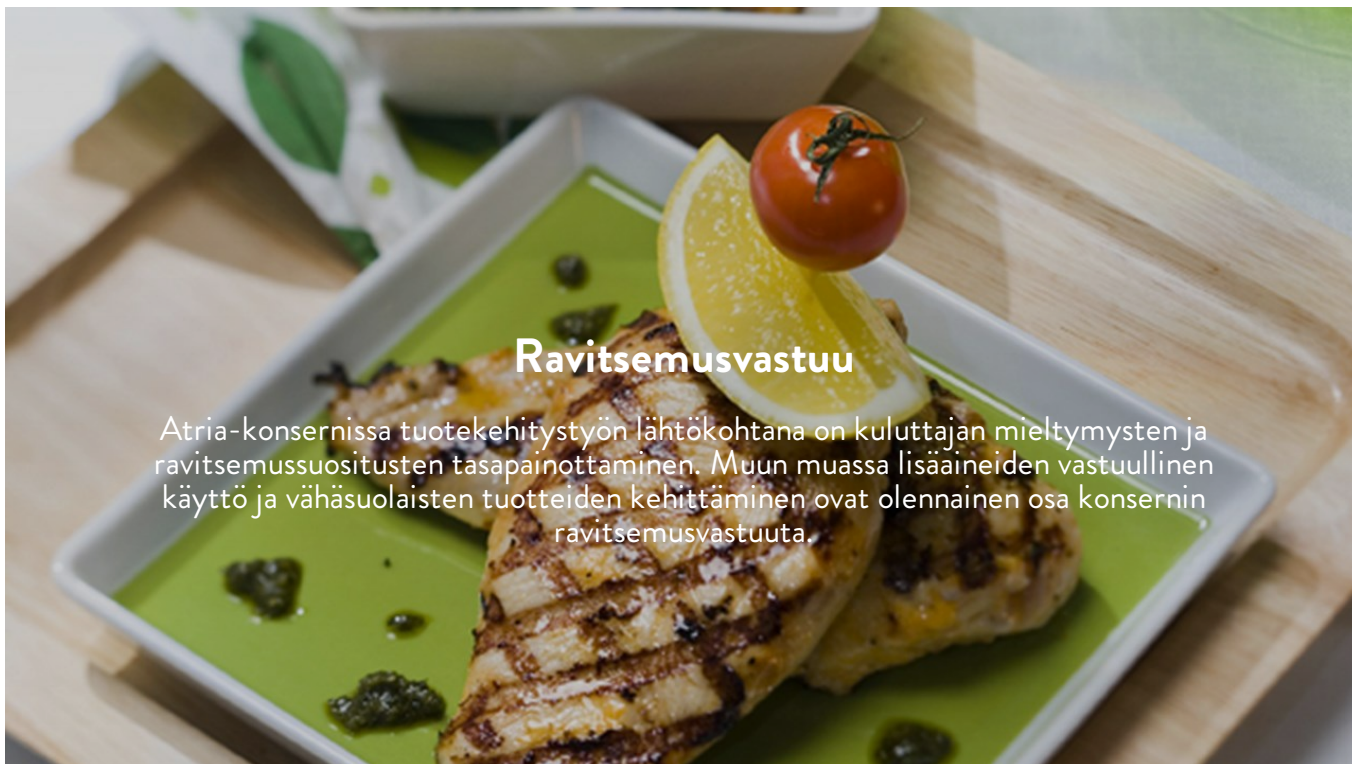 Ravitsemusvastuu
Atria-konsernissa tuotekehitystyön lähtökohtana on kuluttajan mieltymysten ja
ravitsemussuositusten tasapainottaminen. Muun muassa lisäaineiden vastuullinen
käyttö ja vähäsuolaisten tuotteiden kehittäminen ovat olennainen osa konsernin
ravitsemusvastuuta.